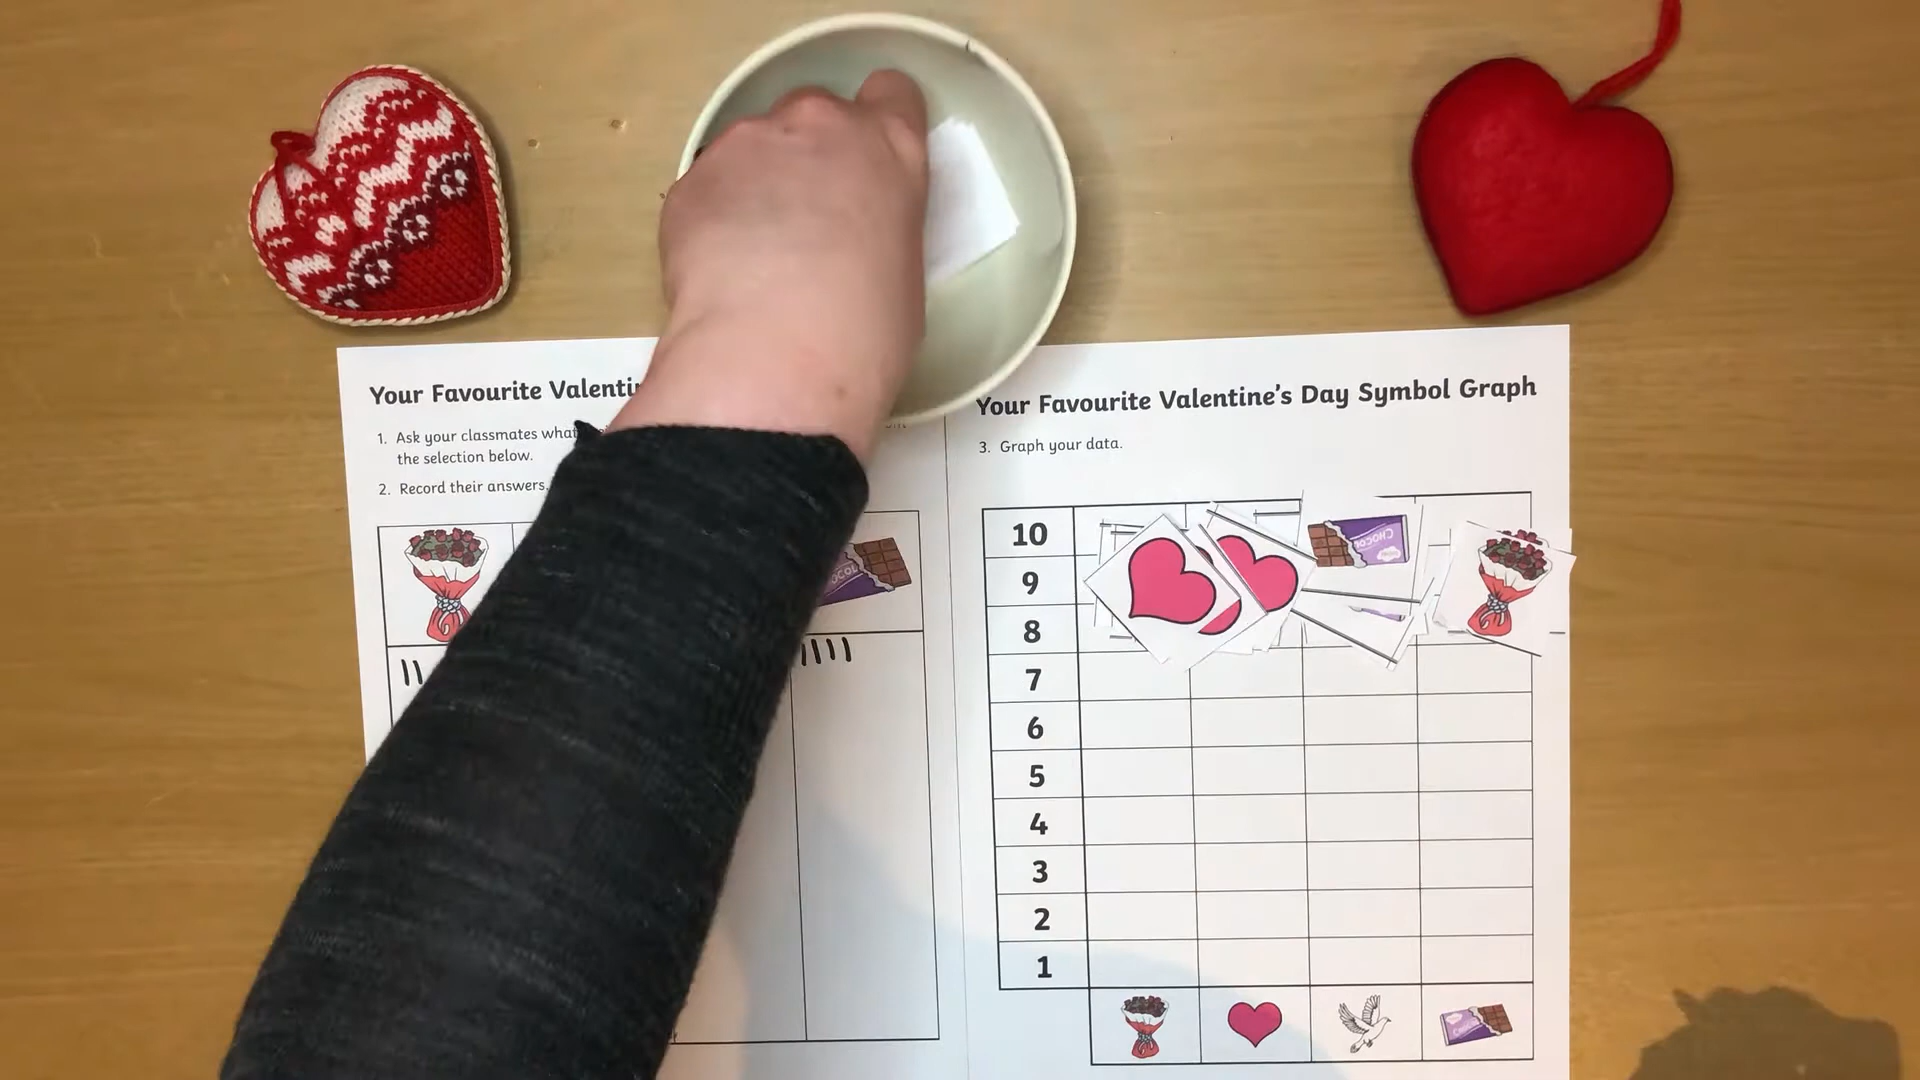 Your Favourite
1. Ask your classmates what
the selection below.
2. Record their answers.
Your Favourite Valentine's Day Symbol Graph
3. Graph your data.
10
9
8
7
6
5
4
3
2
1